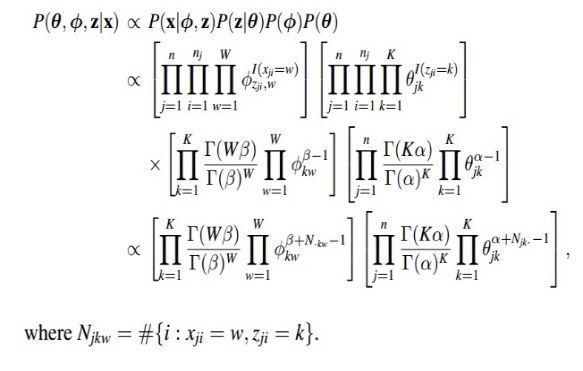 P(θ, ϕ, z|x) ∝ P(x|ϕ, z)P(z|θ)P(ϕ)P(θ)
∝ [∏_{j=1}^{n} ∏_{i=1}^{n_j} ∏_{w=1}^{W} ϕ_{z_{ji},w}^{I(x_{ji}=w)}] [∏_{j=1}^{n} ∏_{i=1}^{n_j} ∏_{k=1}^{K} θ_{jk}^{I(z_{ji}=k)}]
× [∏_{k=1}^{K} Γ(Wβ)/Γ(β)^W ∏_{w=1}^{W} ϕ_{kw}^{β−1}] [∏_{j=1}^{n} Γ(Kα)/Γ(α)^K ∏_{k=1}^{K} θ_{jk}^{α−1}]
∝ [∏_{k=1}^{K} Γ(Wβ)/Γ(β)^W ∏_{w=1}^{W} ϕ_{kw}^{β+N_{·kw}−1}] [∏_{j=1}^{n} Γ(Kα)/Γ(α)^K ∏_{k=1}^{K} θ_{jk}^{α+N_{jk·}−1}] ,
where N_{jkw} = #{i : x_{ji} = w, z_{ji} = k}.